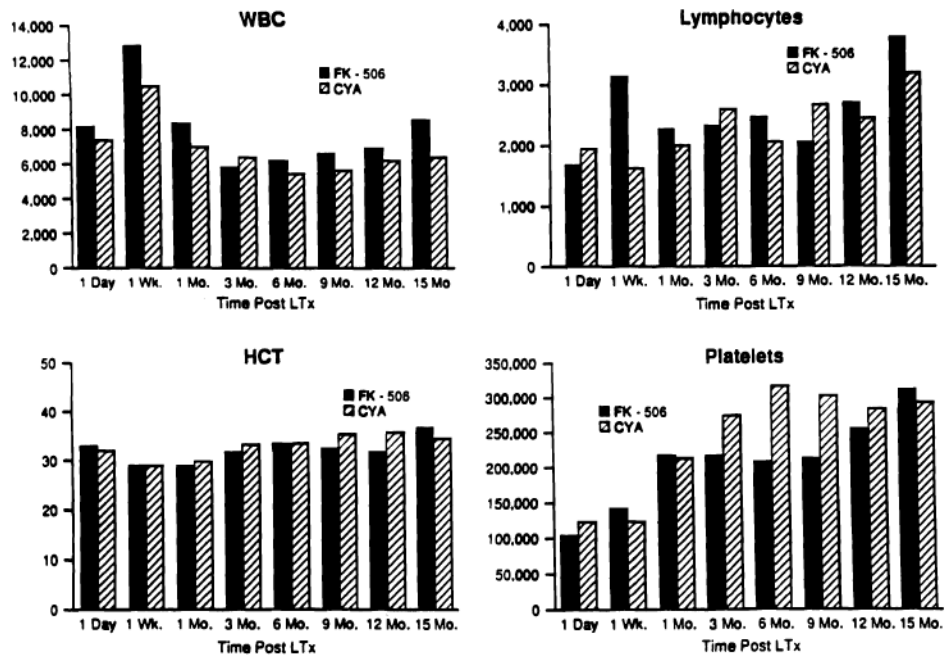 WBC
14,000
12,000
10,000
8,000
6,000
4,000
2,000
0
FK - 506
CYA
1 Day 1 Wk. 1 Mo. 3 Mo. 6 Mo. 9 Mo. 12 Mo. 15 Mo.
Time Post LTx
Lymphocytes
4,000
3,000
2,000
1,000
0
FK - 506
CYA
1 Day 1 Wk. 1 Mo. 3 Mo. 6 Mo. 9 Mo. 12 Mo. 15 Mo.
Time Post LTx
HCT
50
40
30
20
10
0
FK - 506
CYA
1 Day 1 Wk. 1 Mo. 3 Mo. 6 Mo. 9 Mo. 12 Mo. 15 Mo.
Time Post LTx
Platelets
350,000
300,000
250,000
200,000
150,000
100,000
50,000
0
FK - 506
CYA
1 Day 1 Wk. 1 Mo. 3 Mo. 6 Mo. 9 Mo. 12 Mo. 15 Mo.
Time Post LTx